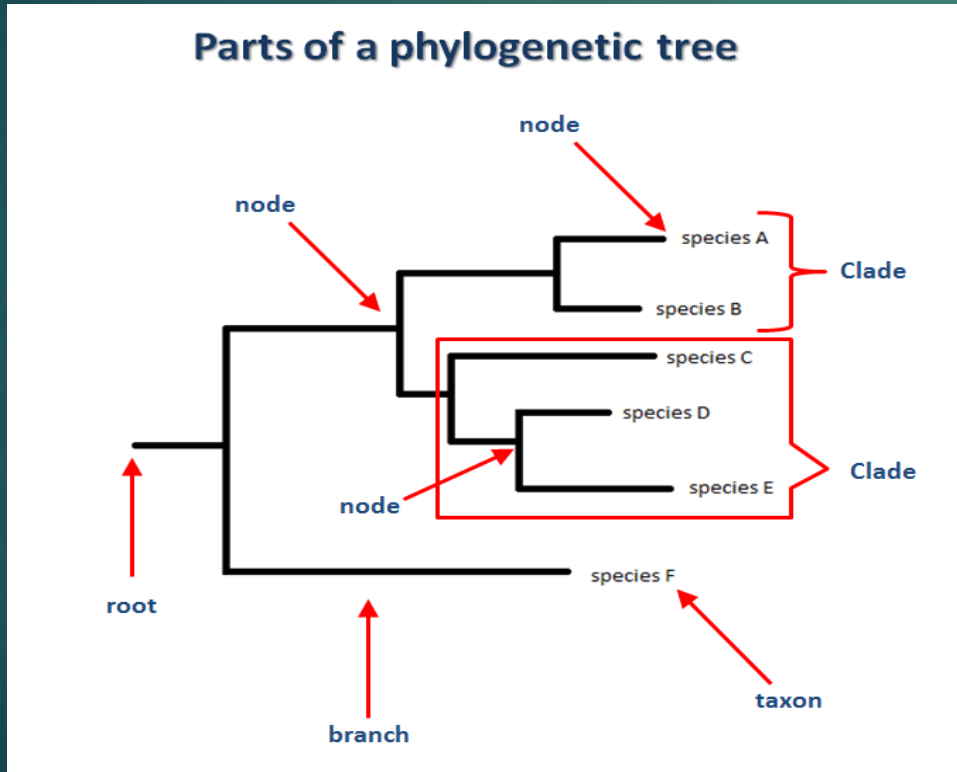 Parts of a phylogenetic tree
node
node
species A
Clade
species B
species C
species D
Clade
species E
node
species F
root
taxon
branch